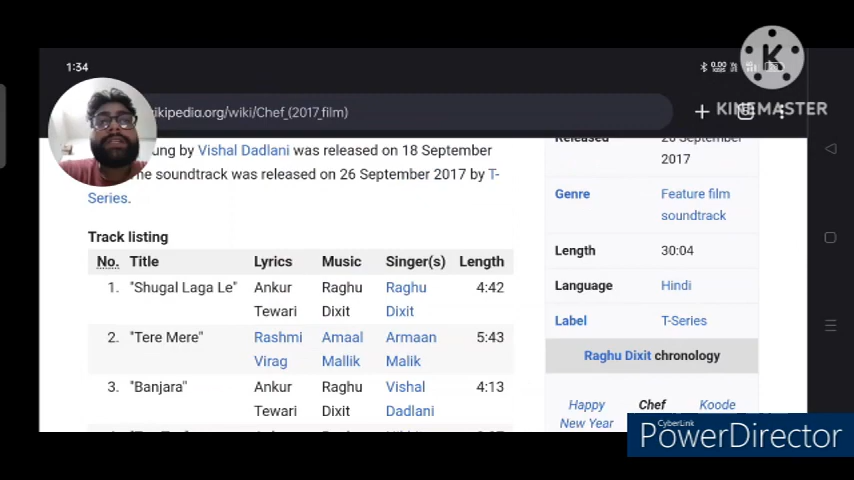 1:34
0.00
KINEMASTER
kipedia.org/wiki/Chef_(2017_film)
ung by Vishal Dadlani was released on 18 September
he soundtrack was released on 26 September 2017 by T-
Series.
Track listing
No. Title Lyrics Music Singer(s) Length
1. "Shugal Laga Le" Ankur Raghu Raghu 4:42
Tewari Dixit Dixit
2. "Tere Mere" Rashmi Amaal Armaan 5:43
Virag Mallik Malik
3. "Banjara" Ankur Raghu Vishal 4:13
Tewari Dixit Dadlani
Released 26 September
2017
Genre Feature film
soundtrack
Length 30:04
Language Hindi
Label T-Series
Raghu Dixit chronology
Happy Chef Koode
New Year
CyberLink
PowerDirector